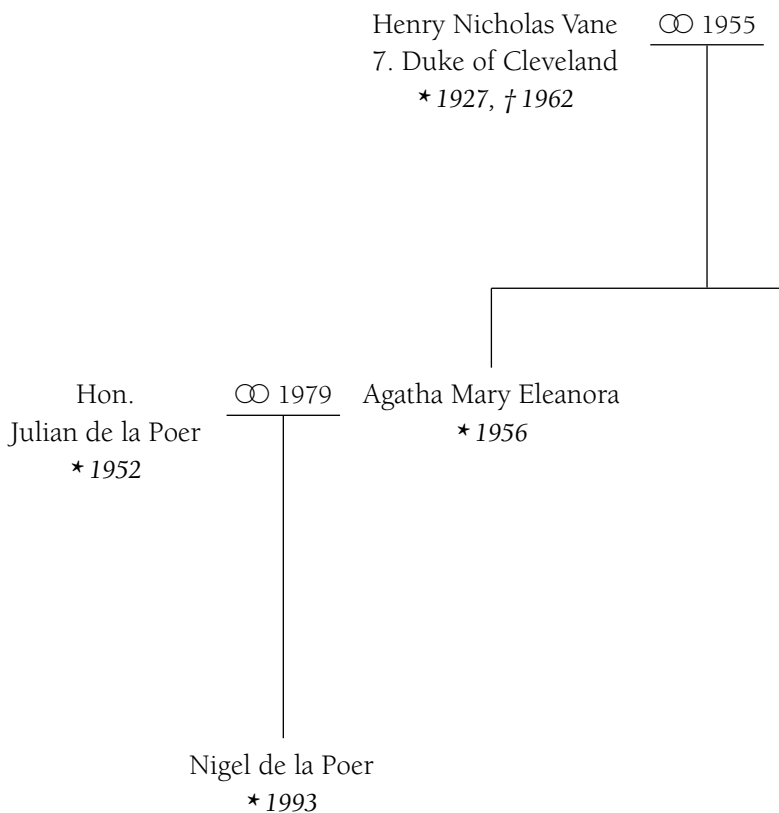 Henry Nicholas Vane
7. Duke of Cleveland
★ 1927, † 1962
⚭ 1955
Hon.
Julian de la Poer
★ 1952
⚭ 1979
Agatha Mary Eleanora
★ 1956
Nigel de la Poer
★ 1993